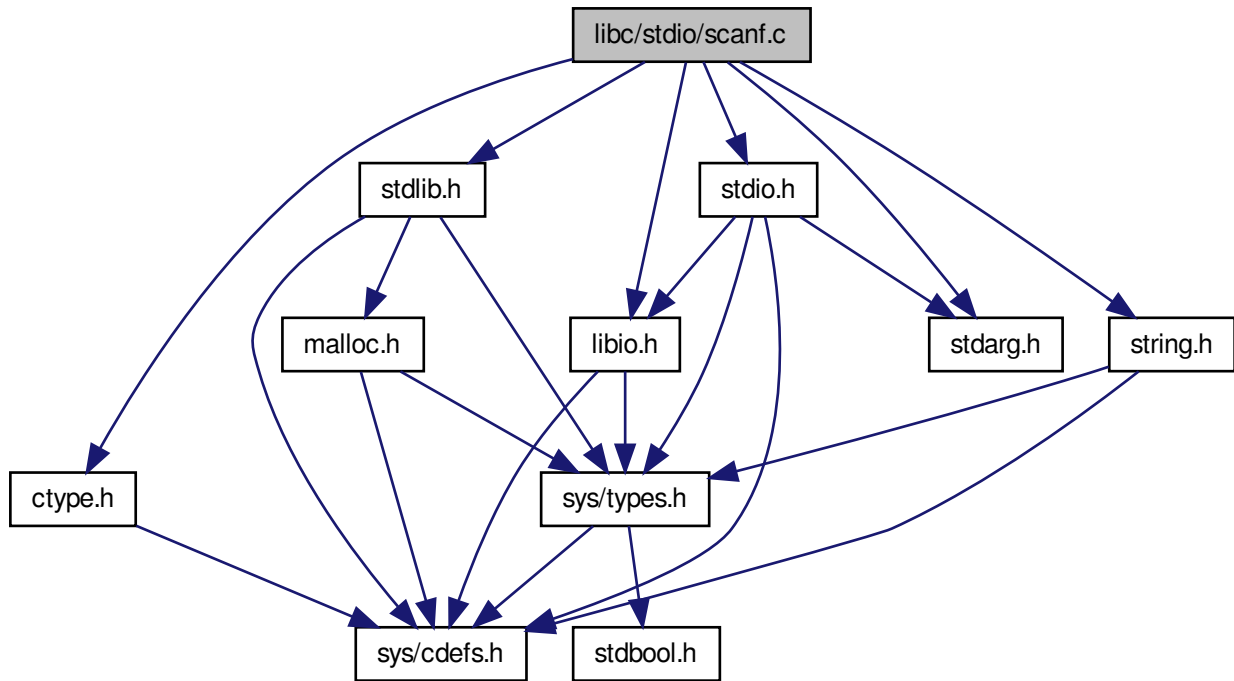 libc/stdio/scanf.c
stdlib.h
stdio.h
malloc.h
libio.h
stdarg.h
string.h
ctype.h
sys/types.h
sys/cdefs.h
stdbool.h